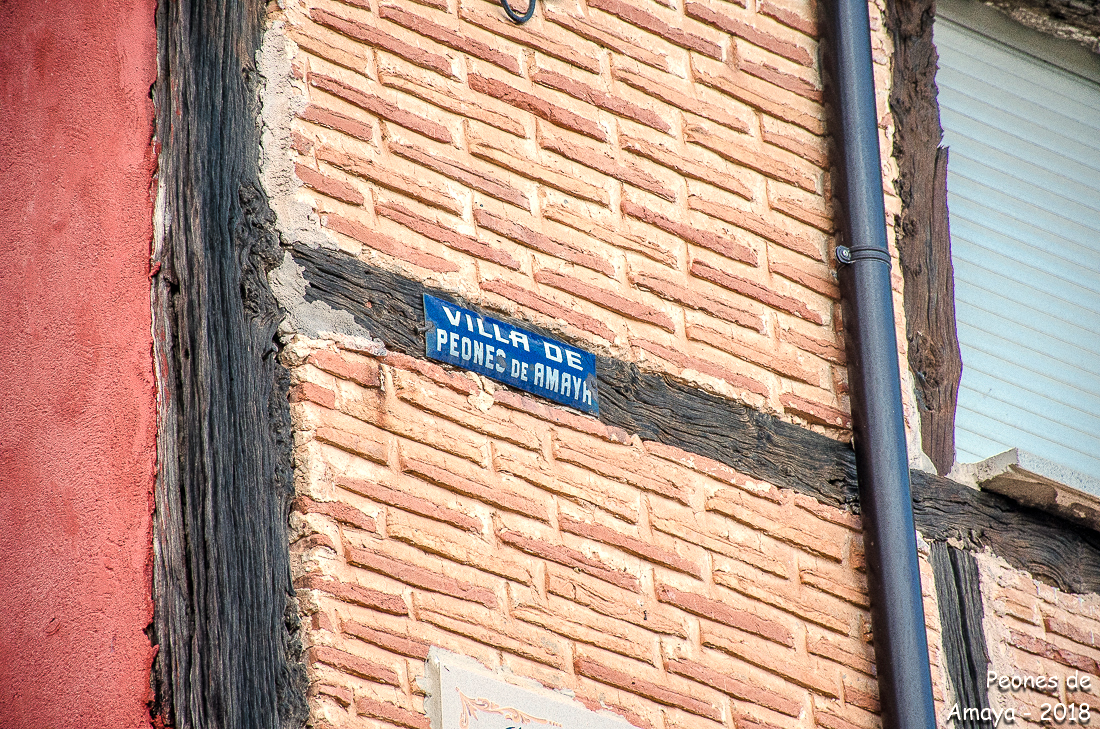 VILLA DE
PEONES DE AMAYA
Peones de
Amaya - 2018